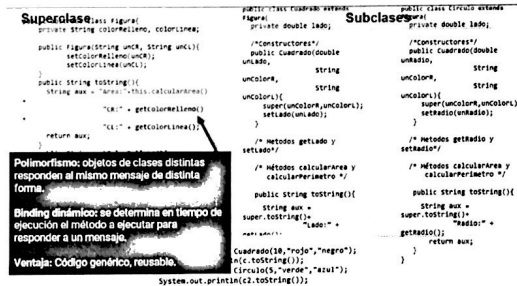 Superclase
class Figura{
private String colorRelleno, colorLinea;
public Figura(String unCR, String unCL){
setColorRelleno(unCR);
setColorLinea(unCL);
}
public String toString(){
String aux = "Area:"+this.calcularArea()
"CR:" + getColorRelleno()
"CL:" + getColorLinea();
return aux;
}
Polimorfismo: objetos de clases distintas
responden al mismo mensaje de distinta
forma.
Binding dinámico: se determina en tiempo de
ejecución el método a ejecutar para
responder a un mensaje.
Ventaja: Código genérico, reusable.
public class Cuadrado extends
Figura{
private double lado;
/*Constructores*/
public Cuadrado(double
unLado,
String
unColorR,
String
unColorL){
super(unColorR,unColorL);
setLado(unLado);
}
/* Metodos getLado y
setLado*/
/* Métodos calcularArea y
calcularPerimetro */
public String toString(){
String aux =
super.toString()+
"Lado:" +
Subclases
public class Circulo extends
Figura{
private double
/*Constructores*/
public Cuadrado(double
unRadio,
String
unColorR,
String
unColorL){
super(unColorR,unColorL);
setRadio(unRadio);
}
/* Metodos getRadio y
setRadio*/
/* Métodos calcularArea y
calcularPerimetro */
public String toString(){
String aux =
super.toString()+
"Radio:" +
getRadio();
return aux;
}
}
Cuadrado(10,"rojo","negro");
ln(c.toString());
Circulo(5,"verde","azul");
System.out.println(c2.toString());